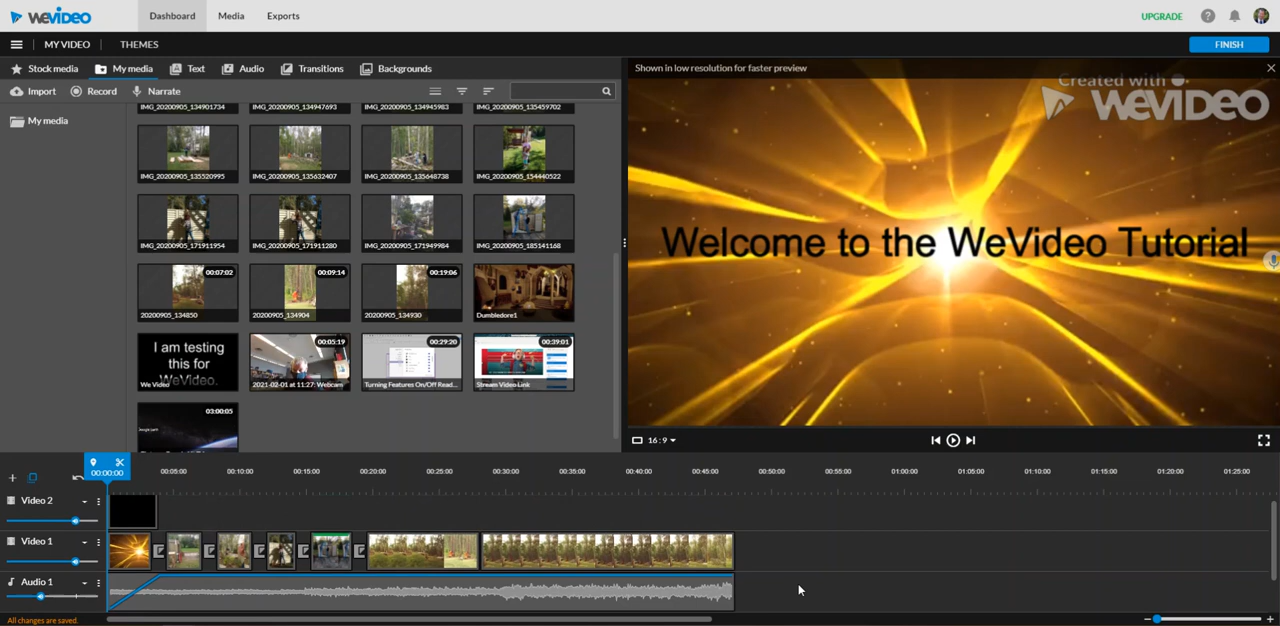 WEVIDEO
Dashboard
Media
Exports
UPGRADE
MY VIDEO
THEMES
FINISH
Stock media
My media
Text
Audio
Transitions
Backgrounds
Import
Record
Narrate
My media
IMG_20200905_134901734
IMG_20200905_134947693
IMG_20200905_134945983
IMG_20200905_135459702
IMG_20200905_135520995
IMG_20200905_135632407
IMG_20200905_135648738
IMG_20200905_154440522
IMG_20200905_171911954
IMG_20200905_171911280
IMG_20200905_171949984
IMG_20200905_185141168
00:07:02
20200905_134850
00:09:14
20200905_134904
00:19:06
20200905_134930
Dumbledore1
I am testing
this for
WeVideo.
We Video
00:05:19
2021-02-01 at 11:27: Webcam
00:29:20
Turning Features On/Off Read...
00:39:01
Stream Video Link
03:00:05
Shown in low resolution for faster preview
Created with
WEVIDEO
Welcome to the WeVideo Tutorial
16:9
00:00:00
00:05:00
00:10:00
00:15:00
00:20:00
00:25:00
00:30:00
00:35:00
00:40:00
00:45:00
00:50:00
00:55:00
01:00:00
01:05:00
01:10:00
01:15:00
01:20:00
01:25:00
Video 2
Video 1
Audio 1
All changes are saved.